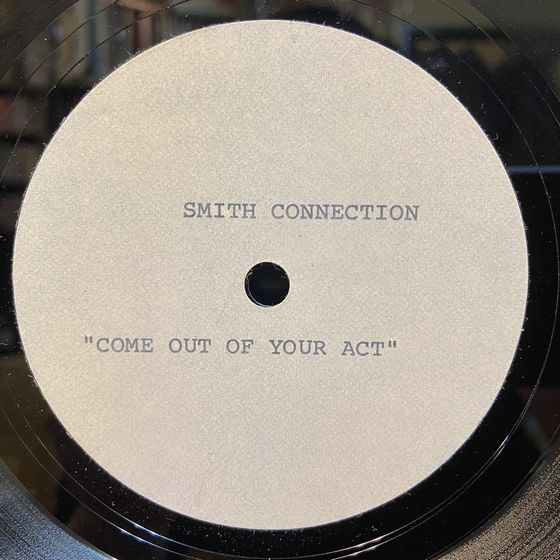 SMITH CONNECTION
"COME OUT OF YOUR ACT"